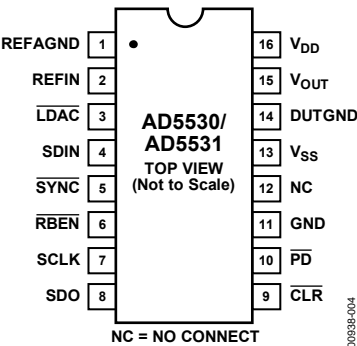 REFAGND 1 16 VDD
REFIN 2 15 VOUT
LDAC 3 14 DUTGND
SDIN 4 13 VSS
SYNC 5 12 NC
RBEN 6 11 GND
SCLK 7 10 PD
SDO 8 9 CLR
AD5530/
AD5531
TOP VIEW
(Not to Scale)
NC = NO CONNECT
00938-004